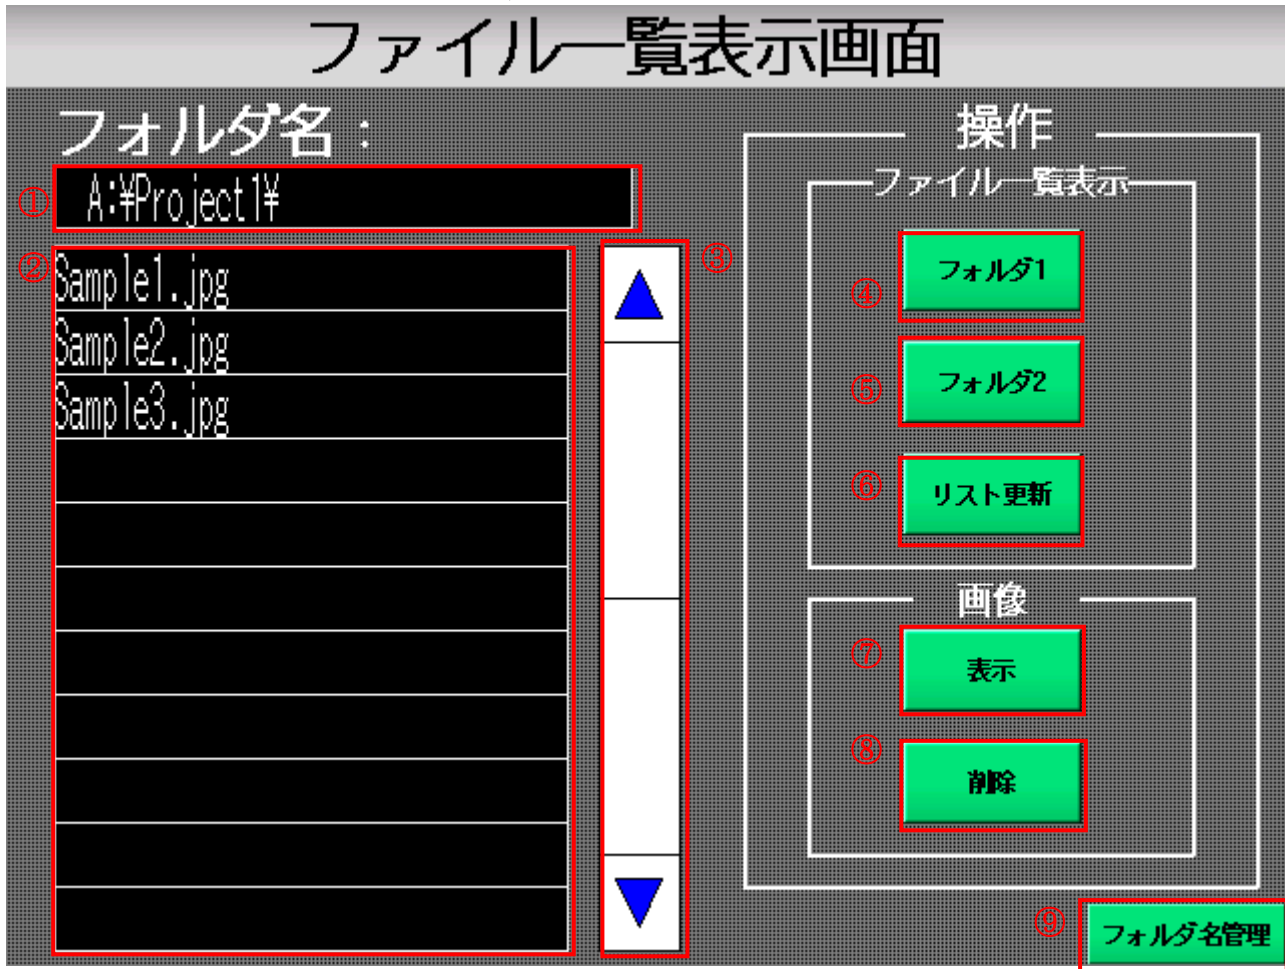 ファイル一覧表示画面
フォルダ名：
① A:¥Project1¥
② Sample1.jpg
Sample2.jpg
Sample3.jpg
③
操作
ファイル一覧表示
④ フォルダ1
⑤ フォルダ2
⑥ リスト更新
画像
⑦ 表示
⑧ 削除
⑨ フォルダ名管理